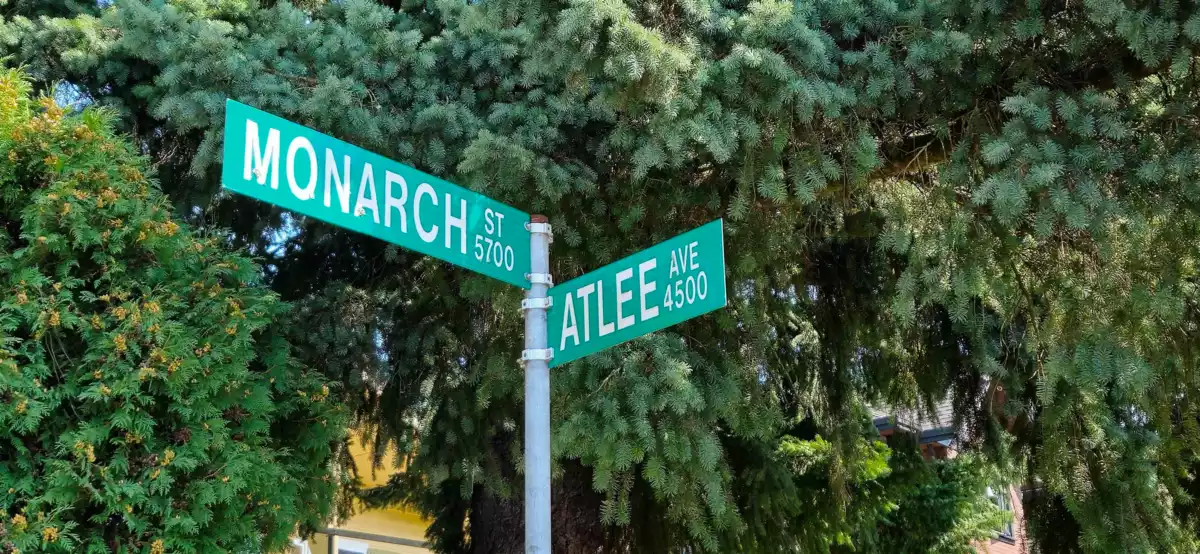 MONARCH ST
5700
ATLEE AVE
4500